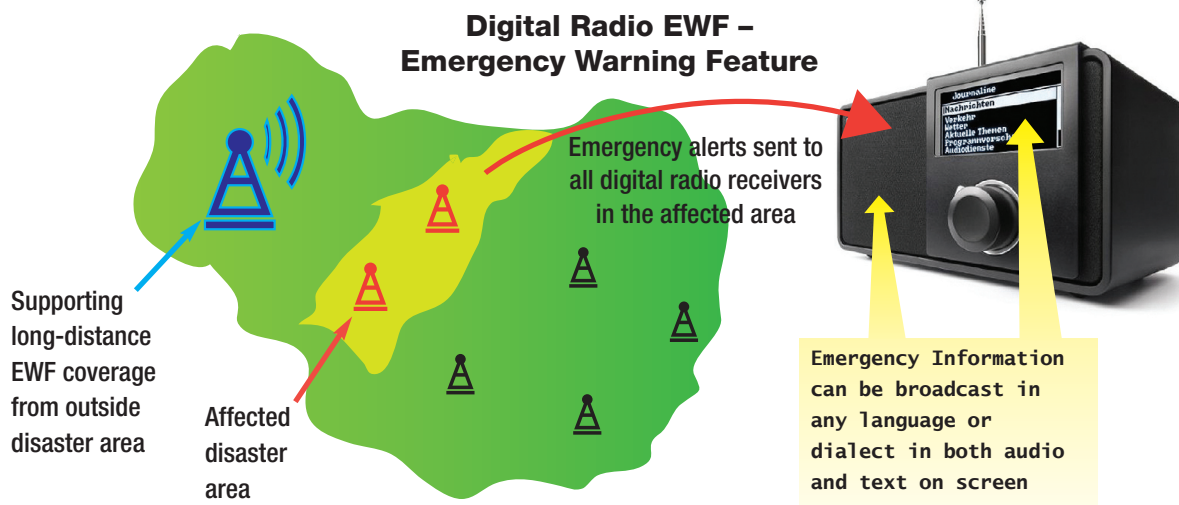 Digital Radio EWF –
Emergency Warning Feature
Journaline
Nachrichten
Verkehr
Wetter
Aktuelle Themen
Programmvorsch
Audiodienste
Emergency alerts sent to
all digital radio receivers
in the affected area
Supporting
long-distance
EWF coverage
from outside
disaster area
Affected
disaster
area
Emergency Information
can be broadcast in
any language or
dialect in both audio
and text on screen